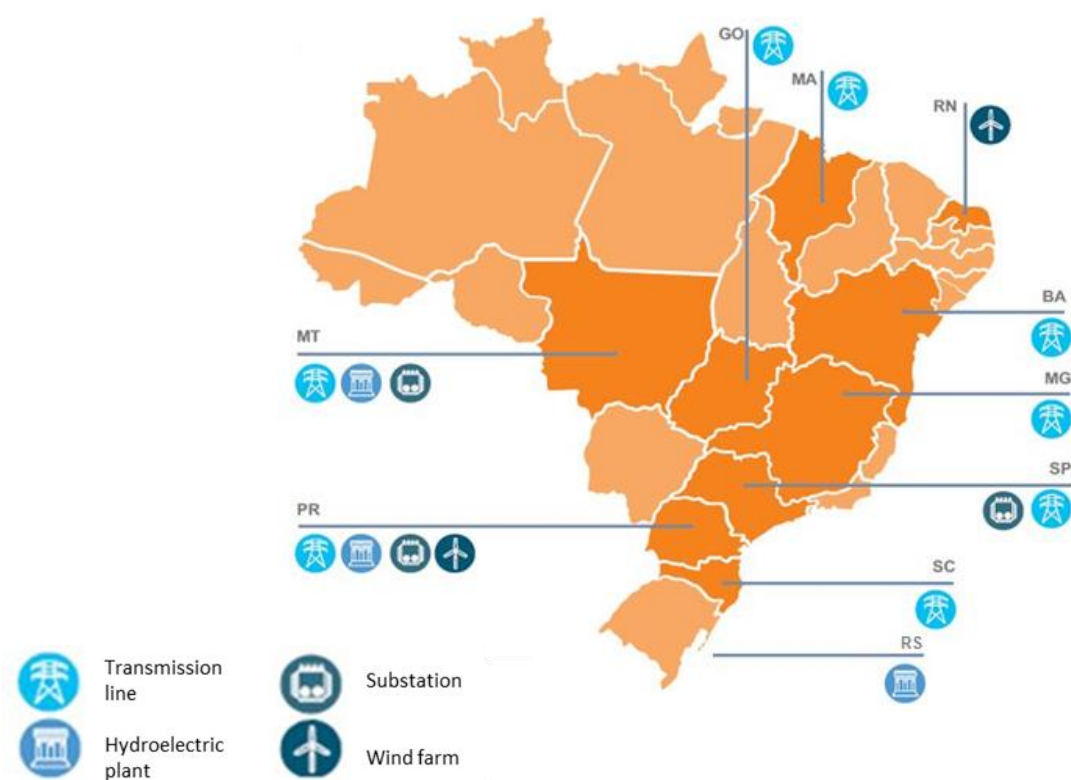 GO
MA
RN
BA
MT
MG
SP
PR
SC
RS
Transmission
line
Substation
Hydroelectric
plant
Wind farm